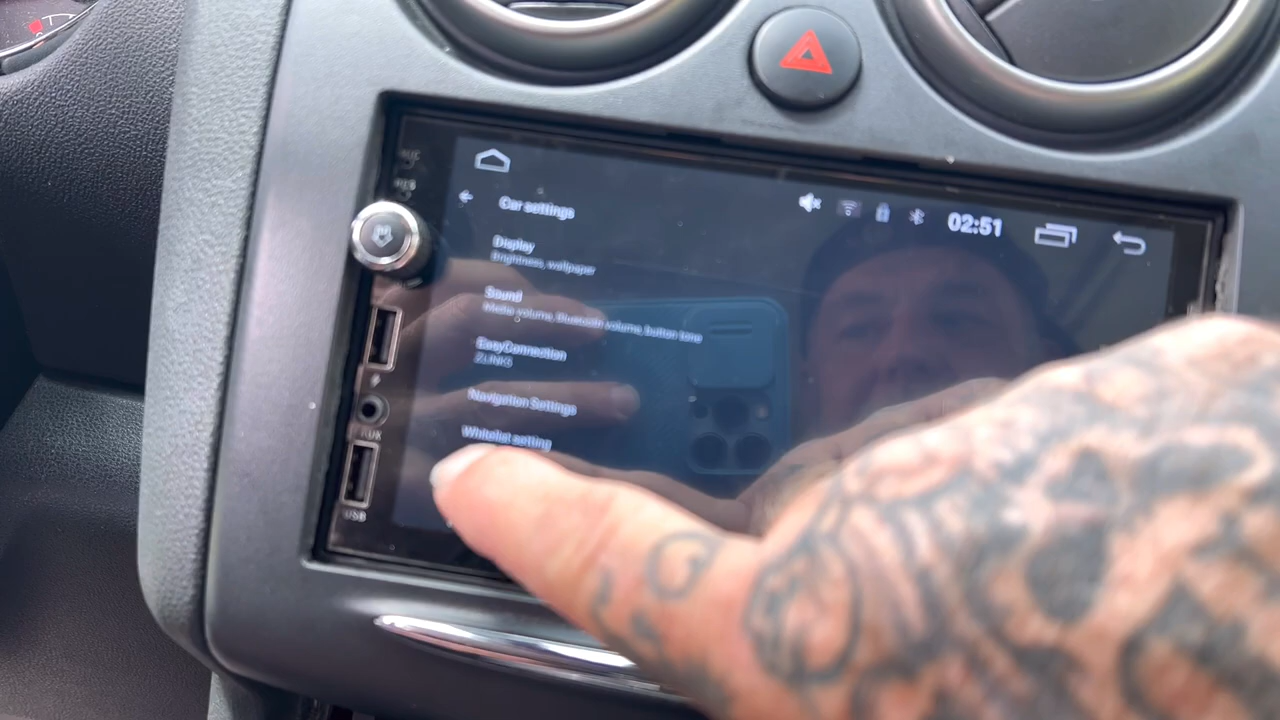 02:51
Car settings
Display
Brightness, wallpaper
Sound
Media volume, Bluetooth volume, button tone
EasyConnection
ZLINK5
Navigation Settings
Whitelist setting
AUX
USB